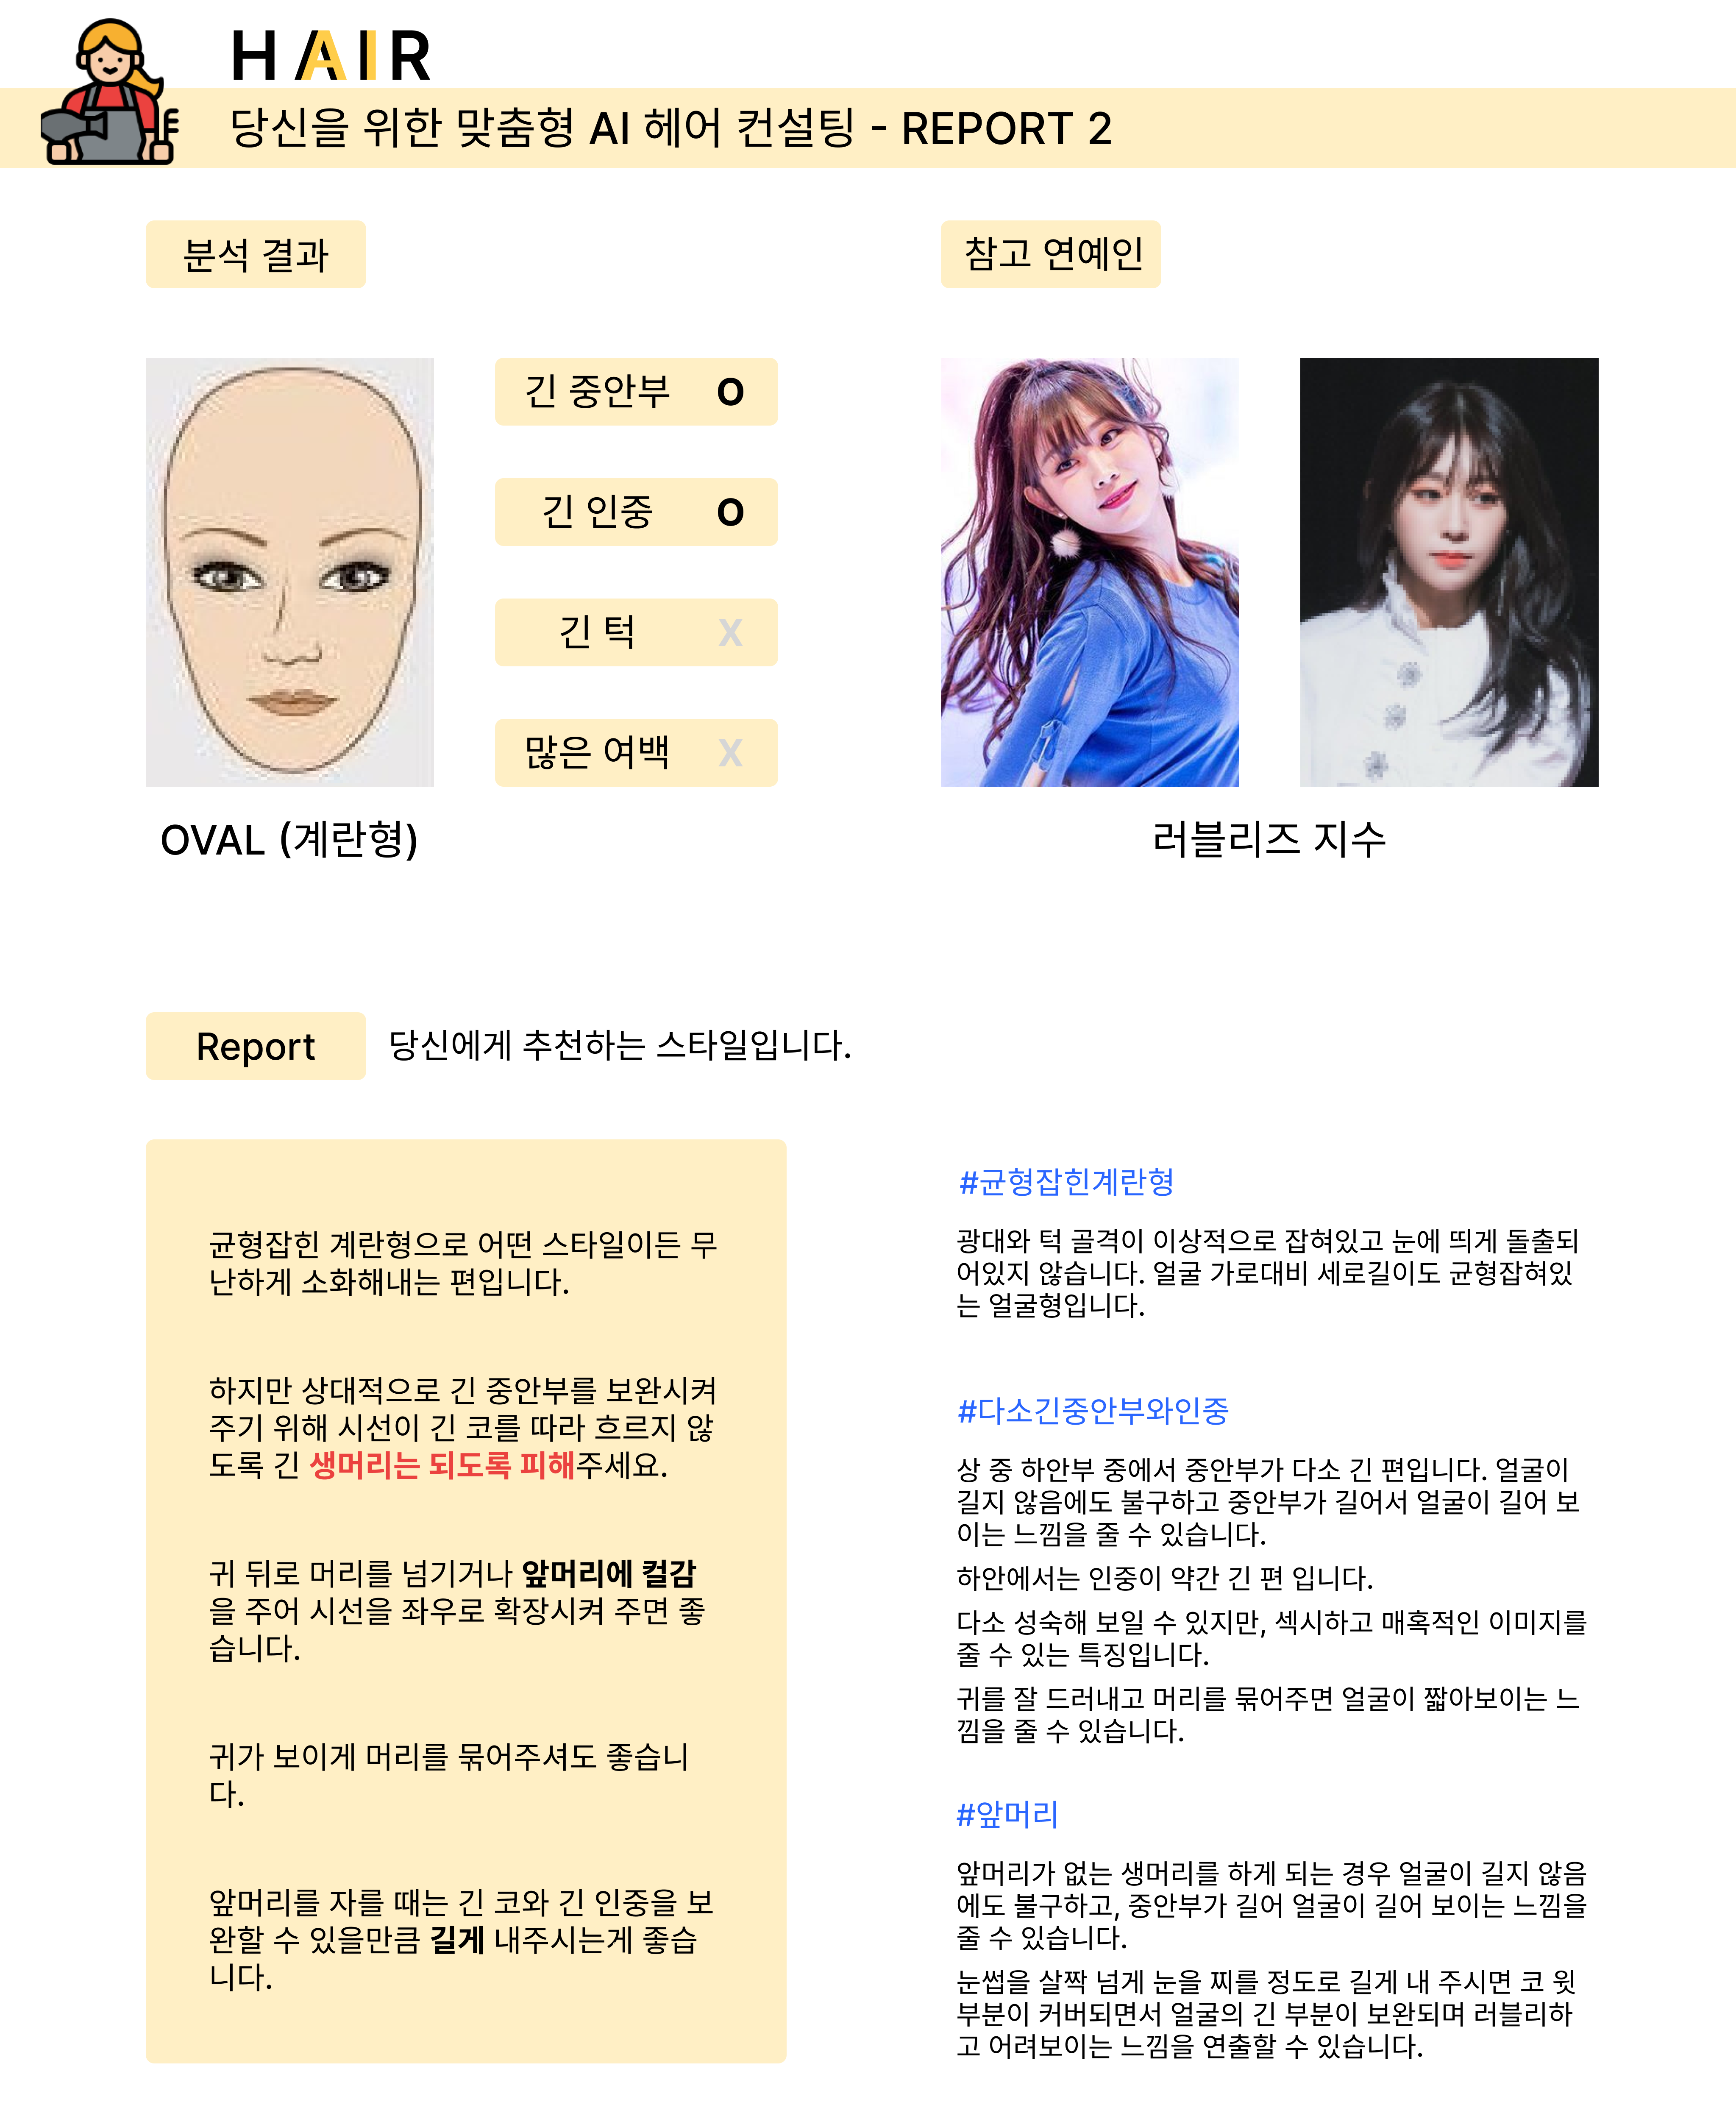 HAIR
당신을 위한 맞춤형 AI 헤어 컨설팅 - REPORT 2
분석 결과
긴 중안부 O
긴 인중 O
긴 턱 X
많은 여백 X
OVAL (계란형)
참고 연예인
러블리즈 지수
Report 당신에게 추천하는 스타일입니다.
균형잡힌 계란형으로 어떤 스타일이든 무
난하게 소화해내는 편입니다.
하지만 상대적으로 긴 중안부를 보완시켜
주기 위해 시선이 긴 코를 따라 흐르지 않
도록 긴 생머리는 되도록 피해주세요.
귀 뒤로 머리를 넘기거나 앞머리에 컬감
을 주어 시선을 좌우로 확장시켜 주면 좋
습니다.
귀가 보이게 머리를 묶어주셔도 좋습니
다.
앞머리를 자를 때는 긴 코와 긴 인중을 보
완할 수 있을만큼 길게 내주시는게 좋습
니다.
#균형잡힌계란형
광대와 턱 골격이 이상적으로 잡혀있고 눈에 띄게 돌출되
어있지 않습니다. 얼굴 가로대비 세로길이도 균형잡혀있
는 얼굴형입니다.
#다소긴중안부와인중
상 중 하안부 중에서 중안부가 다소 긴 편입니다. 얼굴이
길지 않음에도 불구하고 중안부가 길어서 얼굴이 길어 보
이는 느낌을 줄 수 있습니다.
하안에서는 인중이 약간 긴 편 입니다.
다소 성숙해 보일 수 있지만, 섹시하고 매혹적인 이미지를
줄 수 있는 특징입니다.
귀를 잘 드러내고 머리를 묶어주면 얼굴이 짧아보이는 느
낌을 줄 수 있습니다.
#앞머리
앞머리가 없는 생머리를 하게 되는 경우 얼굴이 길지 않음
에도 불구하고, 중안부가 길어 얼굴이 길어 보이는 느낌을
줄 수 있습니다.
눈썹을 살짝 넘게 눈을 찌를 정도로 길게 내 주시면 코 윗
부분이 커버되면서 얼굴의 긴 부분이 보완되며 러블리하
고 어려보이는 느낌을 연출할 수 있습니다.